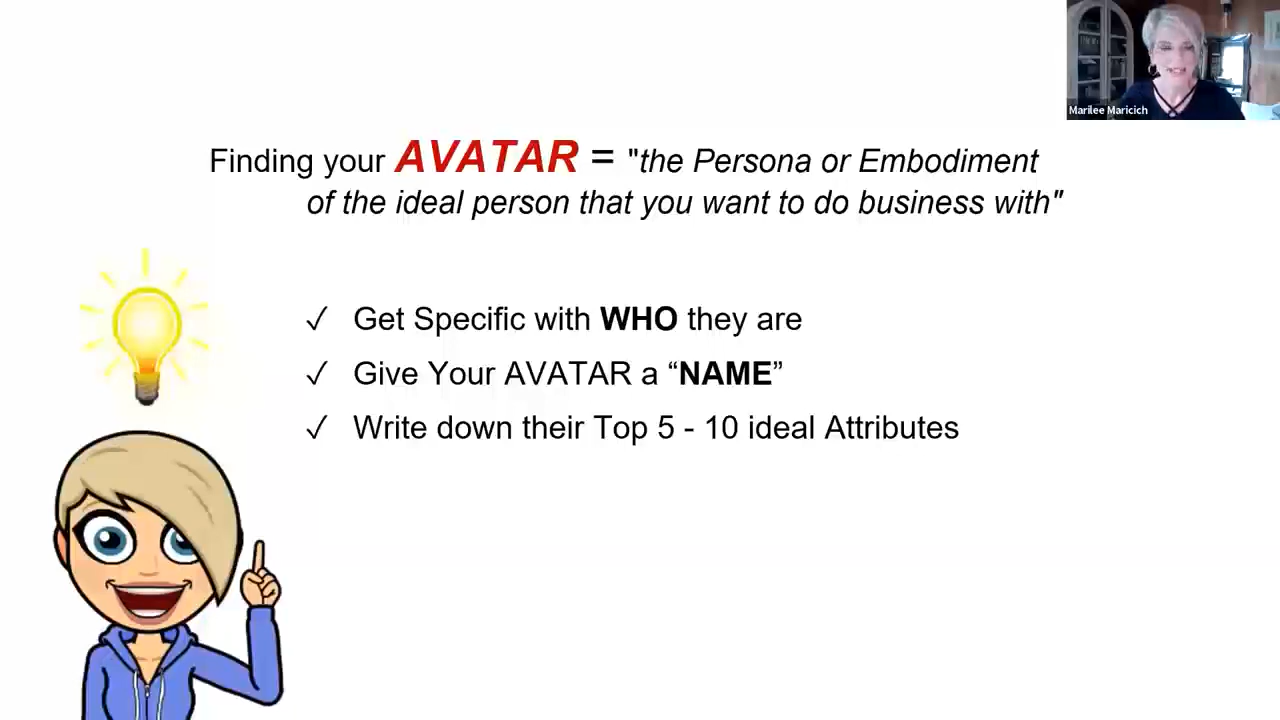 Marilee Maricich
Finding your AVATAR = "the Persona or Embodiment
of the ideal person that you want to do business with"
✓ Get Specific with WHO they are
✓ Give Your AVATAR a “NAME”
✓ Write down their Top 5 - 10 ideal Attributes